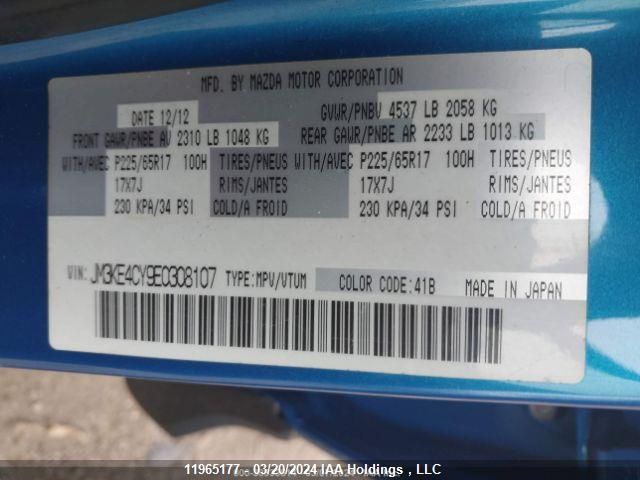 MFD. BY MAZDA MOTOR CORPORATION
DATE 12/12 GVWR/PNBV 4537 LB 2058 KG
FRONT GAWR/PNBE AV 2310 LB 1048 KG REAR GAWR/PNBE AR 2233 LB 1013 KG
WITH/AVEC P225/65R17 100H TIRES/PNEUS WITH/AVEC P225/65R17 100H TIRES/PNEUS
17X7J RIMS/JANTES 17X7J RIMS/JANTES
230 KPA/34 PSI COLD/A FROID 230 KPA/34 PSI COLD/A FROID
VIN: JM3KE4CY9E0308107 TYPE:MPV/VTUM COLOR CODE:41B MADE IN JAPAN
11965177 - 03/20/2024 IAA Holdings , LLC